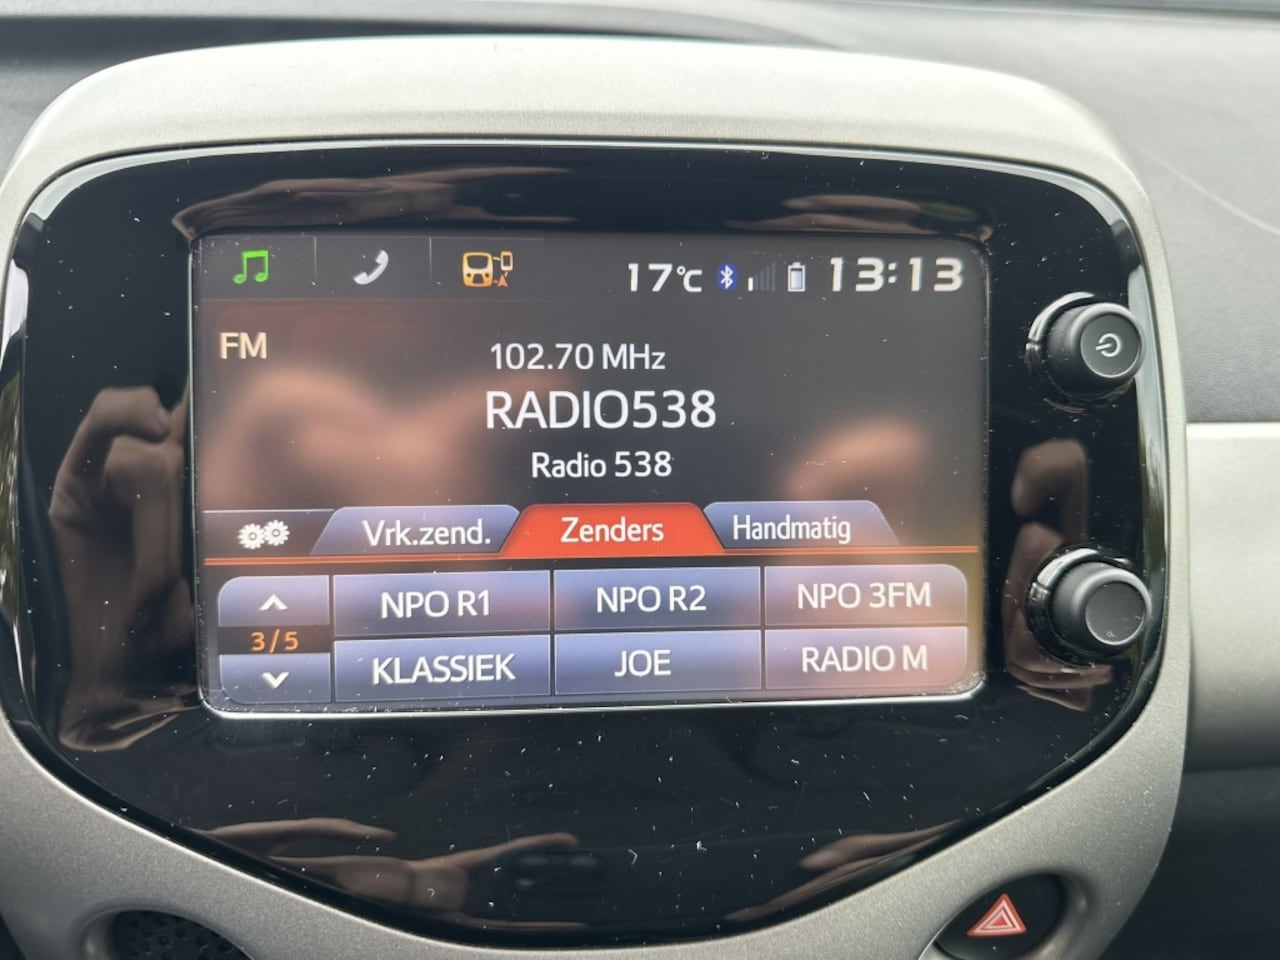 17°C 13:13
FM
102.70 MHz
RADIO538
Radio 538
Vrk.zend. Zenders Handmatig
NPO R1 NPO R2 NPO 3FM
3/5
KLASSIEK JOE RADIO M